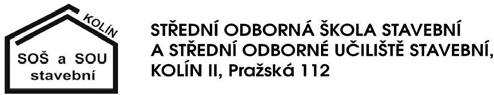 KOLÍN
SOŠ a SOU
stavební
STŘEDNÍ ODBORNÁ ŠKOLA STAVEBNÍ
A STŘEDNÍ ODBORNÉ UČILIŠTĚ STAVEBNÍ,
KOLÍN II, Pražská 112